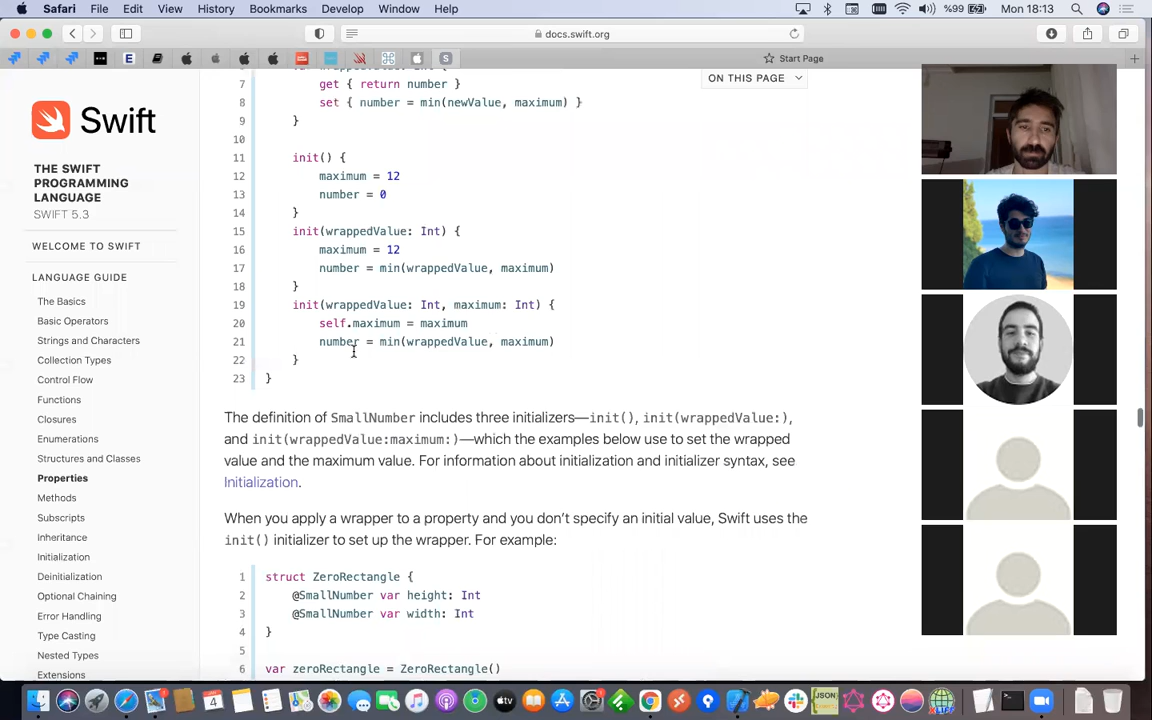 Safari File Edit View History Bookmarks Develop Window Help %99 Mon 18:13
docs.swift.org
E S Start Page
Swift
THE SWIFT
PROGRAMMING
LANGUAGE
SWIFT 5.3
WELCOME TO SWIFT
LANGUAGE GUIDE
The Basics
Basic Operators
Strings and Characters
Collection Types
Control Flow
Functions
Closures
Enumerations
Structures and Classes
Properties
Methods
Subscripts
Inheritance
Initialization
Deinitialization
Optional Chaining
Error Handling
Type Casting
Nested Types
Extensions
ON THIS PAGE
7 get { return number }
8 set { number = min(newValue, maximum) }
9 }
10
11 init() {
12 maximum = 12
13 number = 0
14 }
15 init(wrappedValue: Int) {
16 maximum = 12
17 number = min(wrappedValue, maximum)
18 }
19 init(wrappedValue: Int, maximum: Int) {
20 self.maximum = maximum
21 number = min(wrappedValue, maximum)
22 }
23 }
The definition of SmallNumber includes three initializers—init(), init(wrappedValue:),
and init(wrappedValue:maximum:)—which the examples below use to set the wrapped
value and the maximum value. For information about initialization and initializer syntax, see
Initialization.
When you apply a wrapper to a property and you don’t specify an initial value, Swift uses the
init() initializer to set up the wrapper. For example:
1 struct ZeroRectangle {
2 @SmallNumber var height: Int
3 @SmallNumber var width: Int
4 }
5
6 var zeroRectangle = ZeroRectangle()
4
JSON